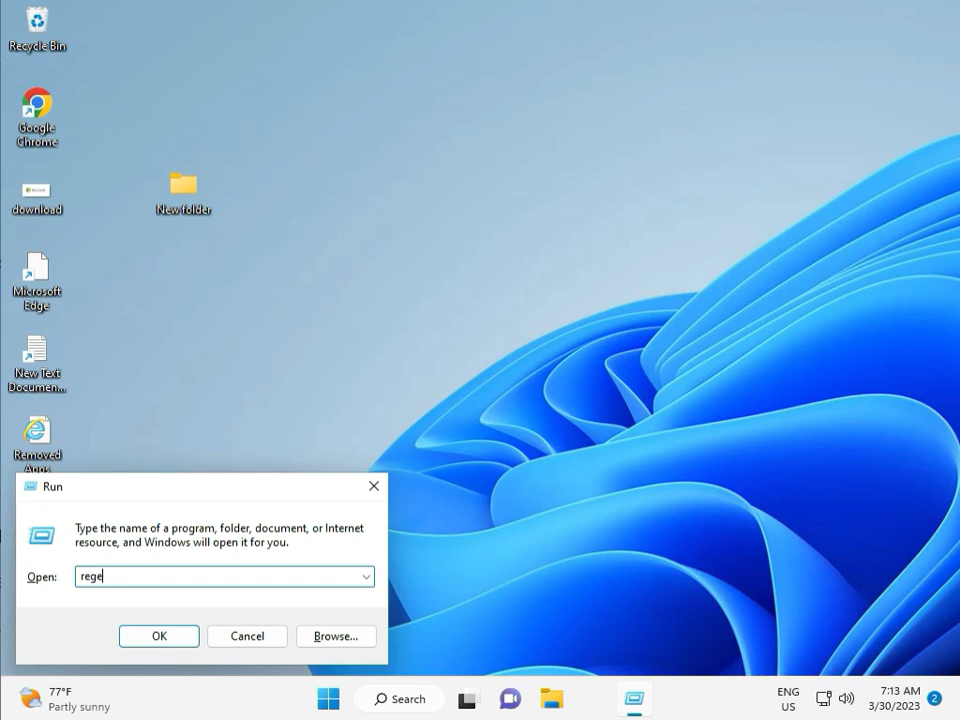 Recycle Bin
Google
Chrome
download
New folder
Microsoft
Edge
New Text
Documen...
Removed
Apps
Run
Type the name of a program, folder, document, or Internet
resource, and Windows will open it for you.
Open:
rege
OK
Cancel
Browse...
77°F
Partly sunny
Search
ENG
US
7:13 AM
3/30/2023
2